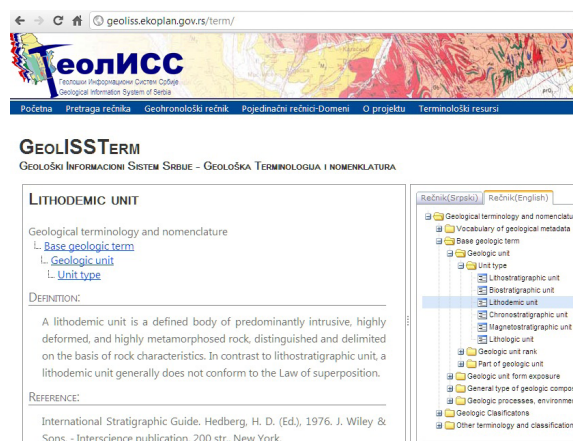 geoliss.ekoplan.gov.rs/term/
ГеолИСС
Геолошки Информациони Систем Србије
Geological Information System of Serbia
Početna Pretraga rečnika Geohronološki rečnik Pojedinačni rečnici-Domeni O projektu Terminološki resursi
GeolISSTerm
Geološki Informacioni Sistem Srbije - Geološka Terminologija i nomenklatura
Lithodemic unit
Geological terminology and nomenclature
Base geologic term
Geologic unit
Unit type
Definition:
A lithodemic unit is a defined body of predominantly intrusive, highly
deformed, and highly metamorphosed rock, distinguished and delimited
on the basis of rock characteristics. In contrast to lithostratigraphic unit, a
lithodemic unit generally does not conform to the Law of superposition.
Reference:
International Stratigraphic Guide. Hedberg, H. D. (Ed.), 1976. J. Wiley &
Sons. - Interscience publication, 200 str., New York.
Rečnik(Srpski) Rečnik(English)
Geological terminology and nomenclatu
Vocabulary of geological metadata
Base geologic term
Geologic unit
Unit type
Lithostratigraphic unit
Biostratigraphic unit
Lithodemic unit
Chronostratigraphic unit
Magnetostratigraphic unit
Lithologic unit
Geologic unit rank
Part of geologic unit
Geologic unit form exposure
General type of geologic compos
Geologic processes, environme
Geologic Clasificatons
Other terminology and classification